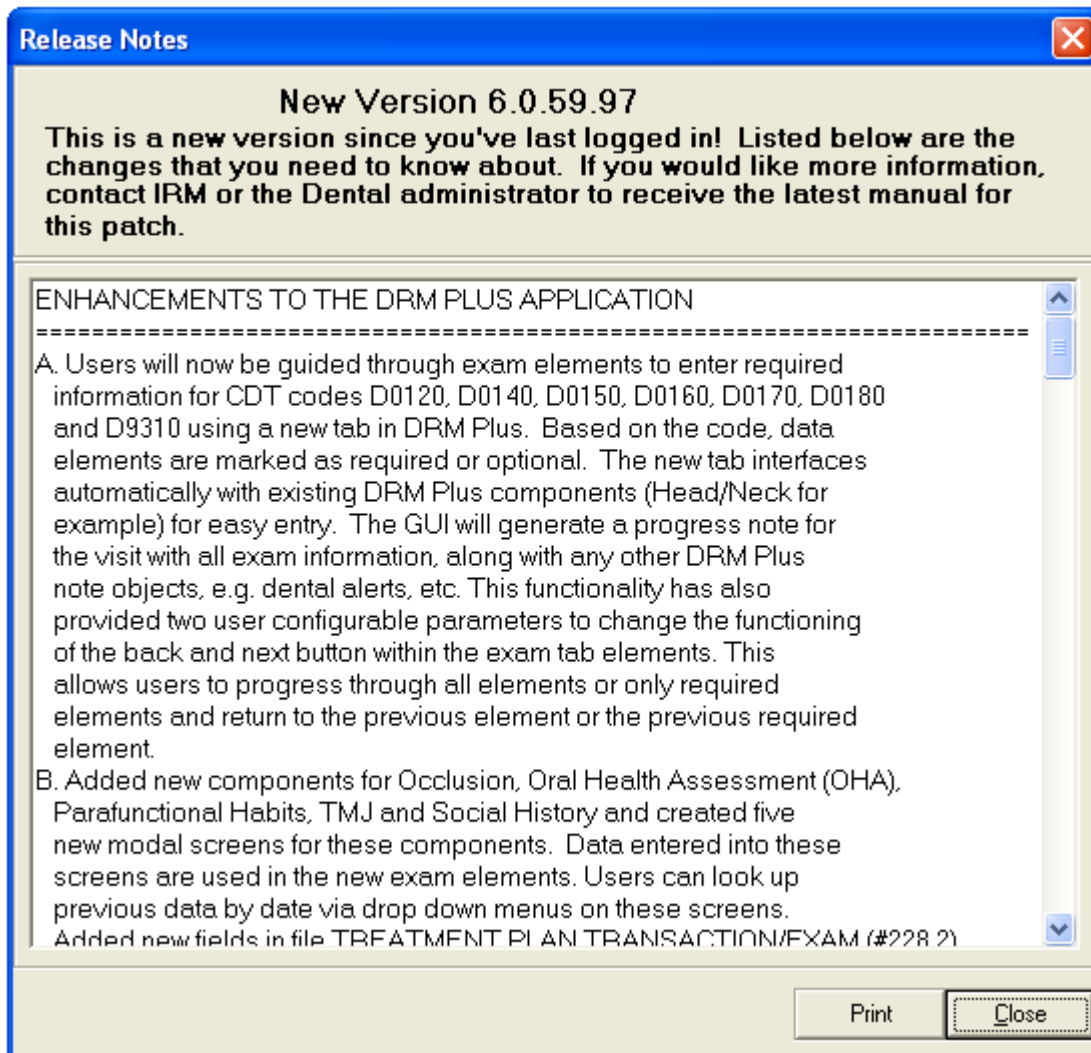 Release Notes
New Version 6.0.59.97
This is a new version since you've last logged in!  Listed below are the
changes that you need to know about.  If you would like more information,
contact IRM or the Dental administrator to receive the latest manual for
this patch.
ENHANCEMENTS TO THE DRM PLUS APPLICATION
=======================================================================
A. Users will now be guided through exam elements to enter required
information for CDT codes D0120, D0140, D0150, D0160, D0170, D0180
and D9310 using a new tab in DRM Plus.  Based on the code, data
elements are marked as required or optional.  The new tab interfaces
automatically with existing DRM Plus components (Head/Neck for
example) for easy entry.  The GUI will generate a progress note for
the visit with all exam information, along with any other DRM Plus
note objects, e.g. dental alerts, etc. This functionality has also
provided two user configurable parameters to change the functioning
of the back and next button within the exam tab elements. This
allows users to progress through all elements or only required
elements and return to the previous element or the previous required
element.
B. Added new components for Occlusion, Oral Health Assessment (OHA),
Parafunctional Habits, TMJ and Social History and created five
new modal screens for these components.  Data entered into these
screens are used in the new exam elements. Users can look up
previous data by date via drop down menus on these screens.
Added new fields in file TREATMENT PLAN TRANSACTION/EXAM (#228.2)
Print
Close